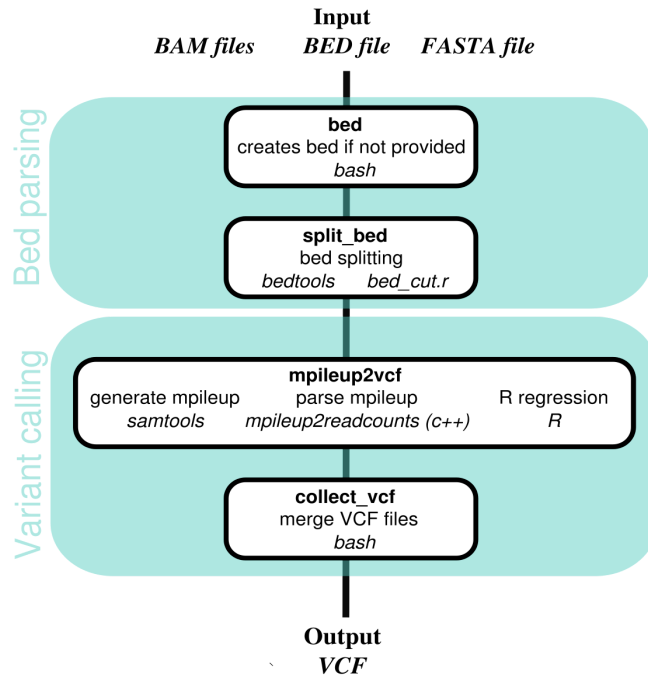 Input
BAM files BED file FASTA file
Bed parsing
bed
creates bed if not provided
bash
split_bed
bed splitting
bedtools bed_cut.r
Variant calling
mpileup2vcf
generate mpileup parse mpileup R regression
samtools mpileup2readcounts (c++) R
collect_vcf
merge VCF files
bash
Output
VCF